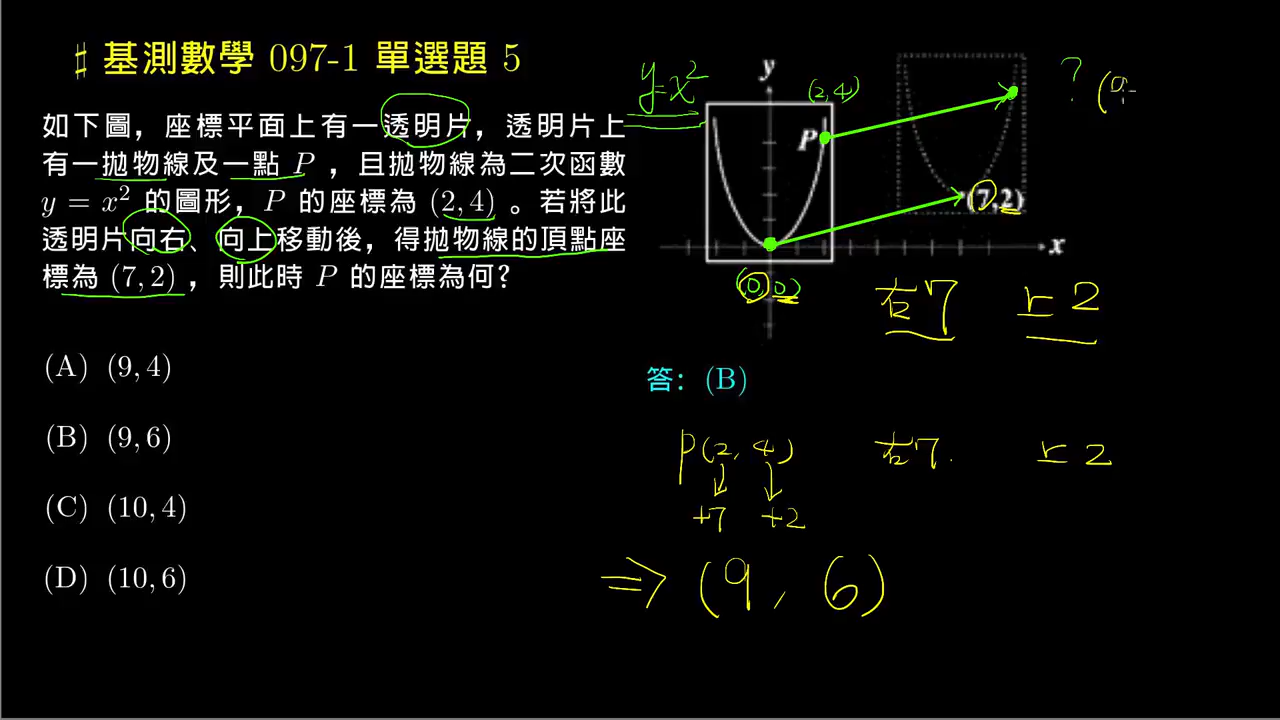 ♯ 基測數學 097-1 單選題 5
如下圖，座標平面上有一透明片，透明片上
有一拋物線及一點 P ，且拋物線為二次函數
y = x² 的圖形，P 的座標為 (2, 4) 。若將此
透明片向右、向上移動後，得拋物線的頂點座
標為 (7, 2) ，則此時 P 的座標為何？
(A) (9, 4)
(B) (9, 6)
(C) (10, 4)
(D) (10, 6)
y=x²
y
(2,4)
?
P
(7,2)
x
(0,0)
右7 上2
答： (B)
P(2, 4) 右7. 上2
+7 +2
⇒ (9, 6)